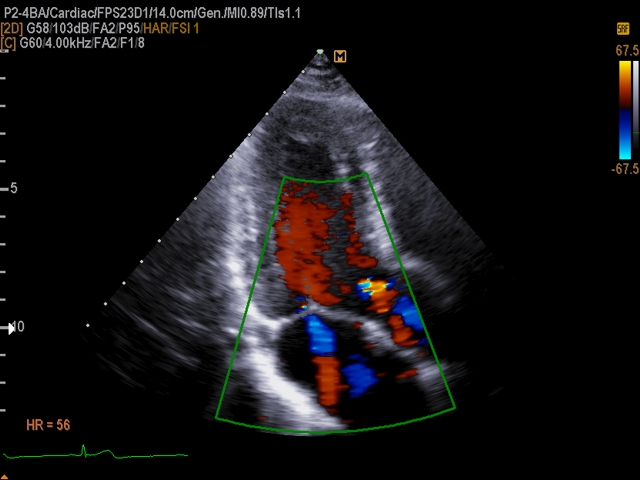 P2-4BA/Cardiac/FPS23D1/14.0cm/Gen./MI0.89/TIs1.1
[2D] G58/103dB/FA2/P95/HAR/FSI 1
[C] G60/4.00kHz/FA2/F1/8
M
SRF
67.5
-67.5
5
10
HR = 56